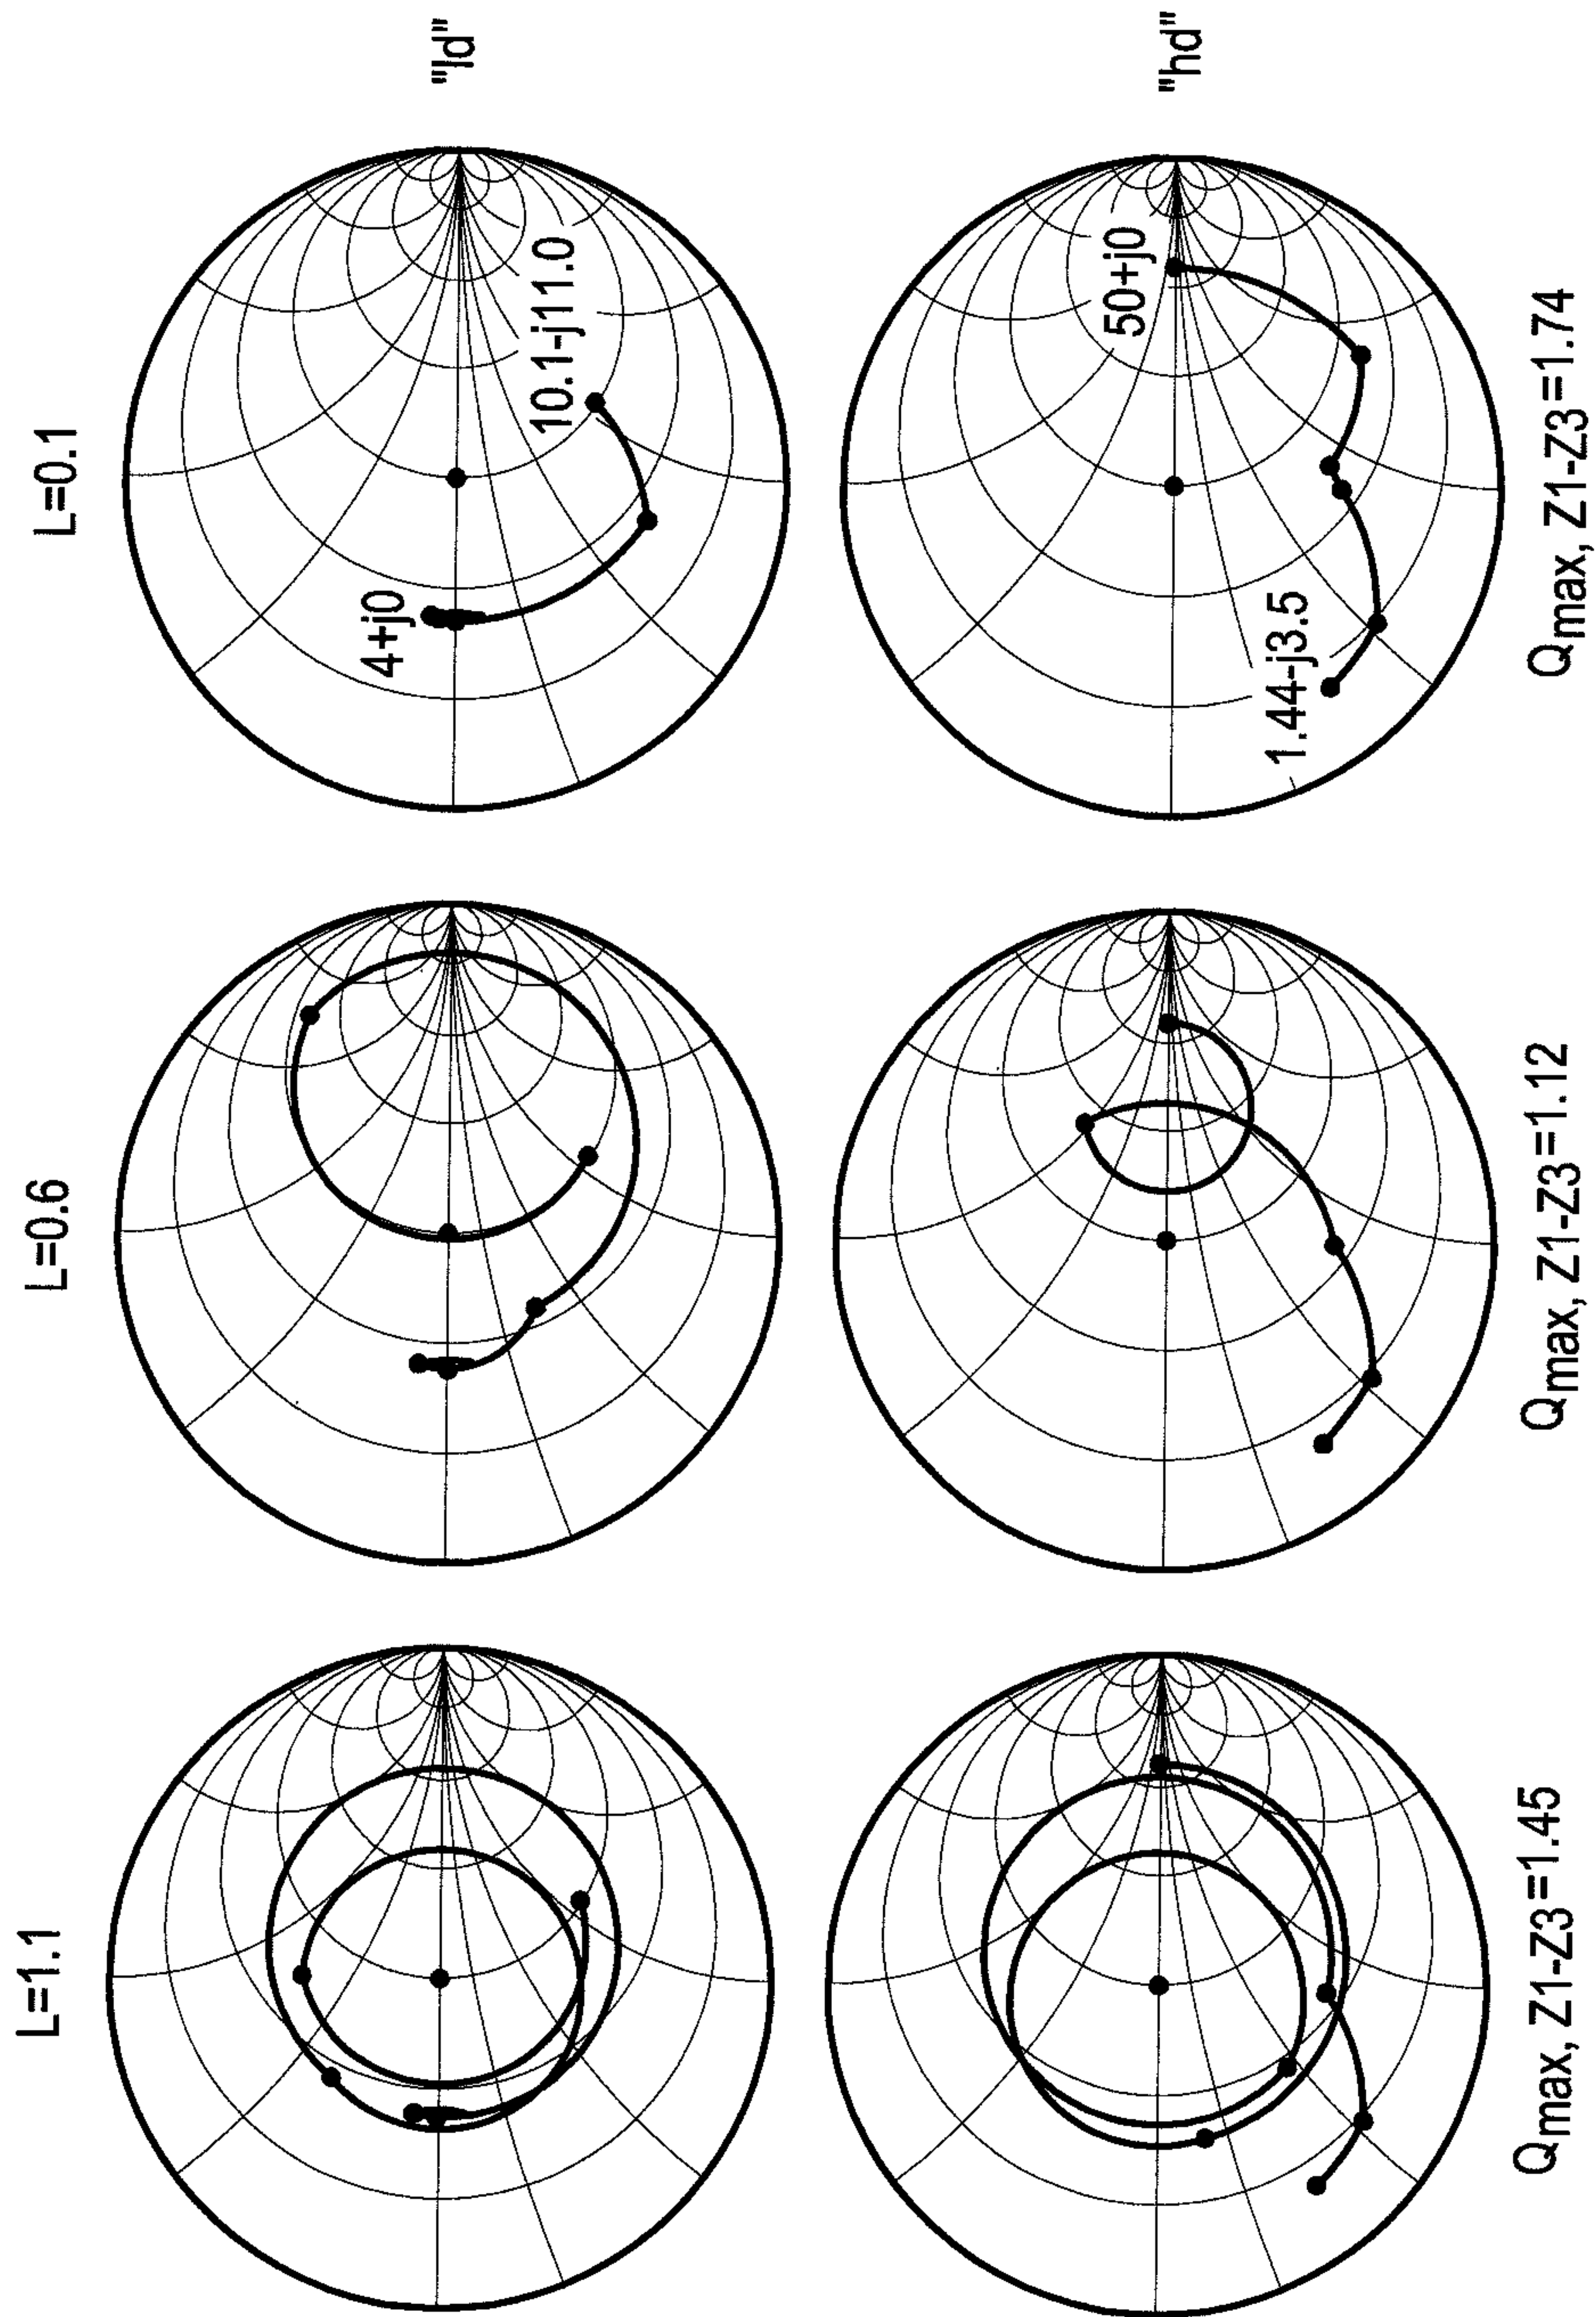 L=1.1
L=0.6
L=0.1
4+j0
"ld"
10.1-j11.0
50+j0
"hd"
1.44-j3.5
Qmax, Z1-Z3=1.45
Qmax, Z1-Z3=1.12
Qmax, Z1-Z3=1.74